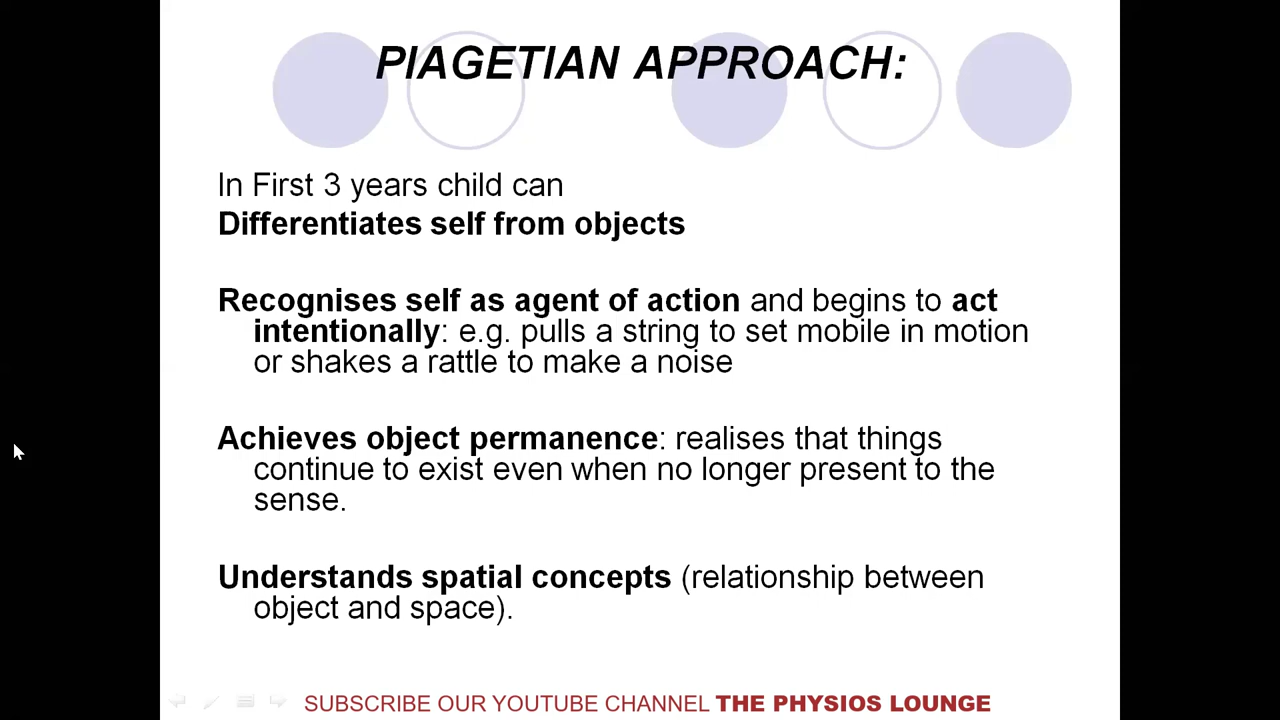 PIAGETIAN APPROACH:
In First 3 years child can
Differentiates self from objects
Recognises self as agent of action and begins to act
intentionally: e.g. pulls a string to set mobile in motion
or shakes a rattle to make a noise
Achieves object permanence: realises that things
continue to exist even when no longer present to the
sense.
Understands spatial concepts (relationship between
object and space).
SUBSCRIBE OUR YOUTUBE CHANNEL THE PHYSIOS LOUNGE